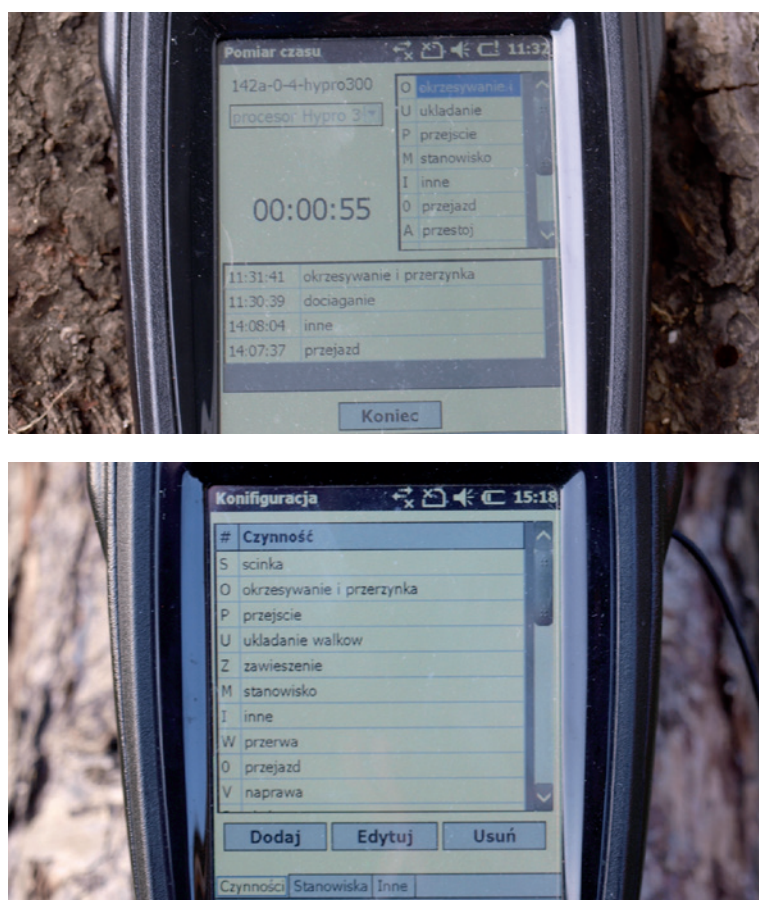 Pomiar czasu 11:32
142a-0-4-hypro300
procesor Hypro 3
00:00:55
O okrzesywanie i
U ukladanie
P przejscie
M stanowisko
I inne
0 przejazd
A przestoj
11:31:41 okrzesywanie i przerzynka
11:30:39 dociaganie
14:08:04 inne
14:07:37 przejazd
Koniec
Konifiguracja 15:18
# Czynność
S scinka
O okrzesywanie i przerzynka
P przejscie
U ukladanie walkow
Z zawieszenie
M stanowisko
I inne
W przerwa
0 przejazd
V naprawa
Dodaj Edytuj Usuń
Czynności Stanowiska Inne